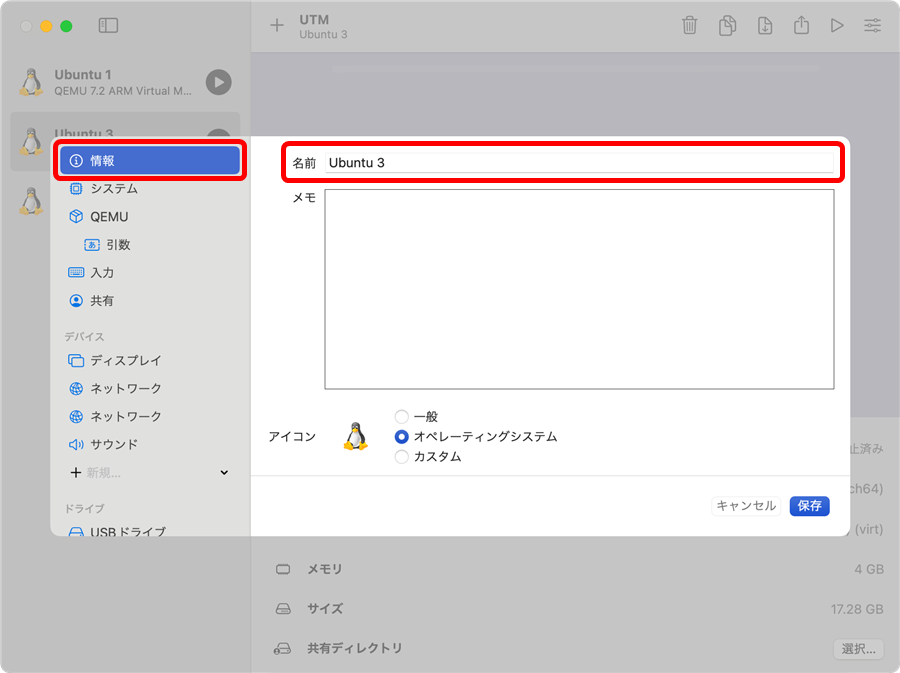 UTM
Ubuntu 3
Ubuntu 1
QEMU 7.2 ARM Virtual M...
Ubuntu 3
情報
システム
QEMU
あ
引数
入力
共有
デバイス
ディスプレイ
ネットワーク
ネットワーク
サウンド
新規...
ドライブ
USBドライブ
名前 Ubuntu 3
メモ
アイコン
一般
オペレーティングシステム
カスタム
キャンセル 保存
止済み
ch64)
(virt)
メモリ 4 GB
サイズ 17.28 GB
共有ディレクトリ 選択...